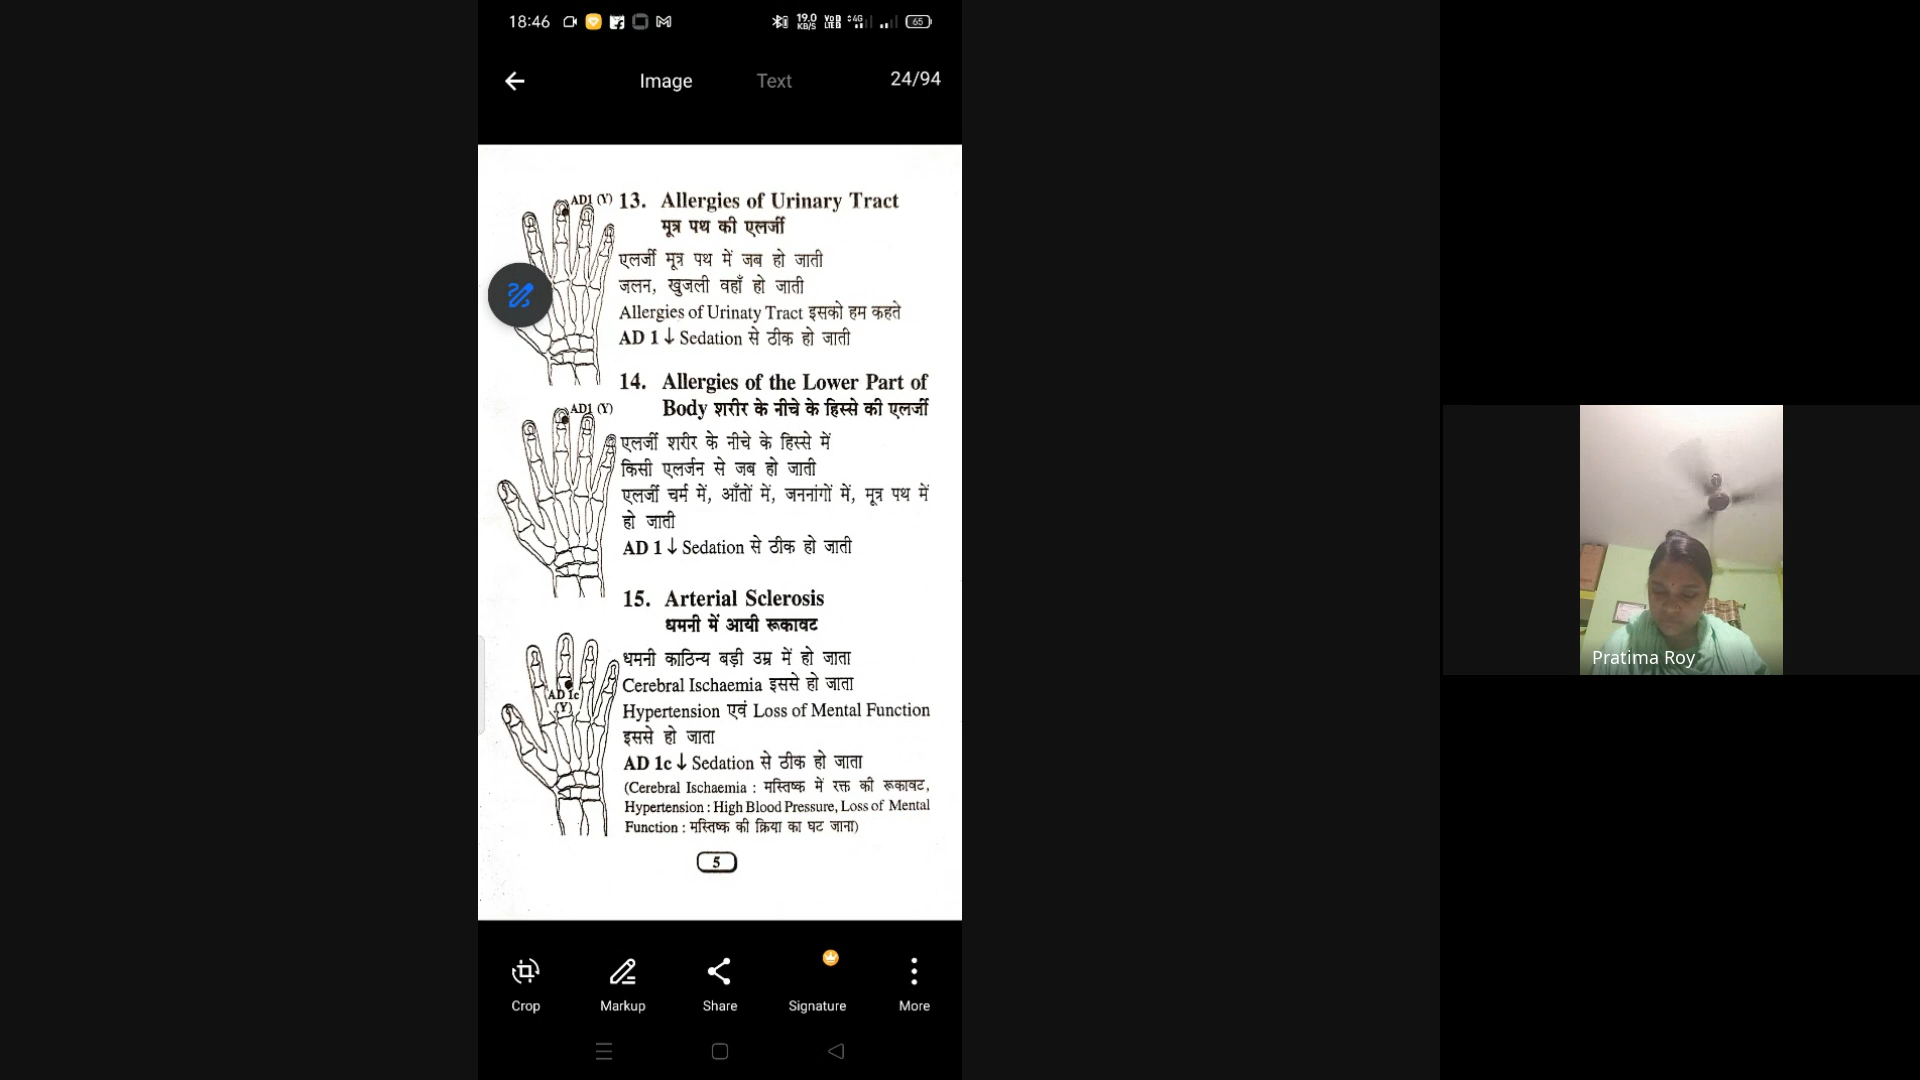 18:46
19.0 KB/S
4G
65
Image
Text
24/94
AD1 (Y)
13. Allergies of Urinary Tract
मूत्र पथ की एलर्जी
एलर्जी मूत्र पथ में जब हो जाती
जलन, खुजली वहाँ हो जाती
Allergies of Urinaty Tract इसको हम कहते
AD 1↓ Sedation से ठीक हो जाती
14. Allergies of the Lower Part of
Body शरीर के नीचे के हिस्से की एलर्जी
AD1 (Y)
एलर्जी शरीर के नीचे के हिस्से में
किसी एलर्जन से जब हो जाती
एलर्जी चर्म में, आँतों में, जननांगों में, मूत्र पथ में
हो जाती
AD 1↓ Sedation से ठीक हो जाती
15. Arterial Sclerosis
धमनी में आयी रूकावट
धमनी काठिन्य बड़ी उम्र में हो जाता
Cerebral Ischaemia इससे हो जाता
AD 1c
(Y)
Hypertension एवं Loss of Mental Function
इससे हो जाता
AD 1c↓ Sedation से ठीक हो जाता
(Cerebral Ischaemia : मस्तिष्क में रक्त की रूकावट,
Hypertension : High Blood Pressure, Loss of Mental
Function : मस्तिष्क की क्रिया का घट जाना)
5
Crop
Markup
Share
Signature
More
Pratima Roy